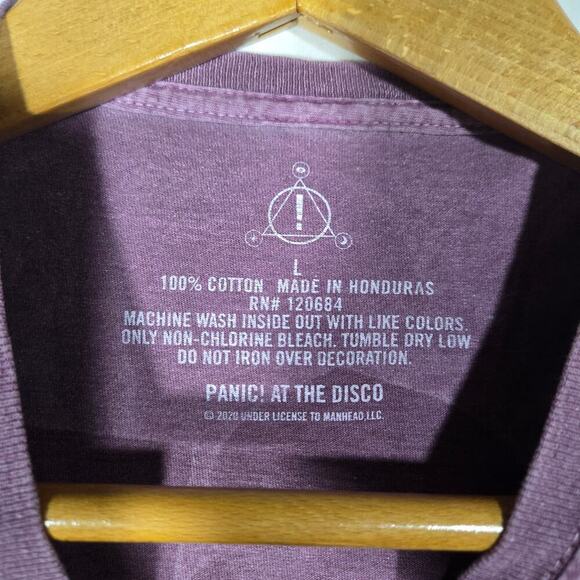 !
L
100% COTTON MADE IN HONDURAS
RN# 120684
MACHINE WASH INSIDE OUT WITH LIKE COLORS.
ONLY NON-CHLORINE BLEACH. TUMBLE DRY LOW
DO NOT IRON OVER DECORATION.
PANIC! AT THE DISCO
© 2020 UNDER LICENSE TO MANHEAD, LLC.